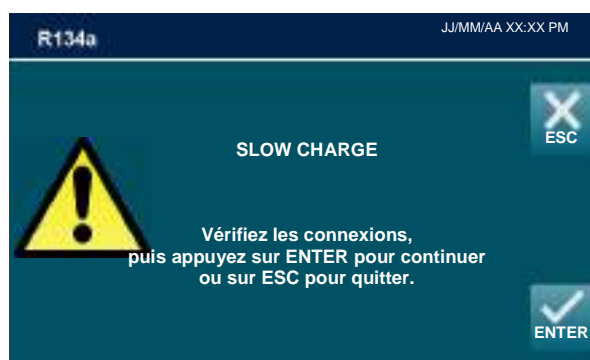 R134a
JJ/MM/AA XX:XX PM
ESC
SLOW CHARGE
Vérifiez les connexions,
puis appuyez sur ENTER pour continuer
ou sur ESC pour quitter.
ENTER